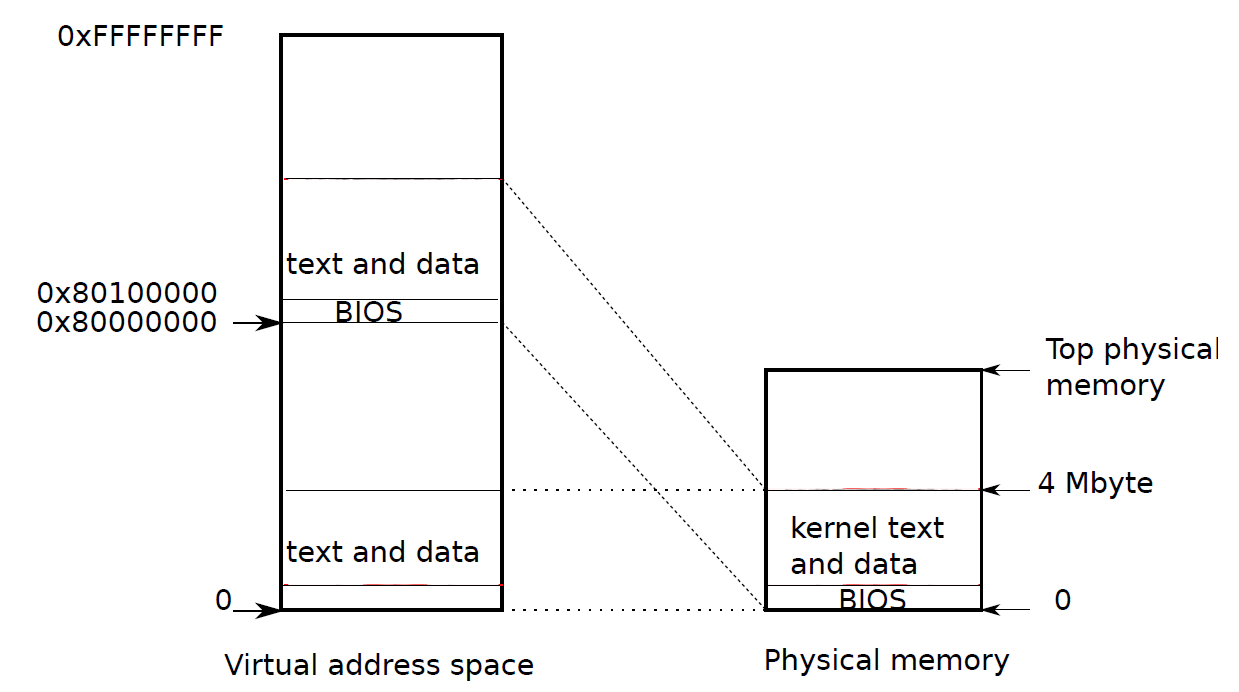 0xFFFFFFFF
text and data
0x80100000
BIOS
0x80000000
Top physical
memory
4 Mbyte
kernel text
and data
text and data
BIOS
0
0
Virtual address space
Physical memory